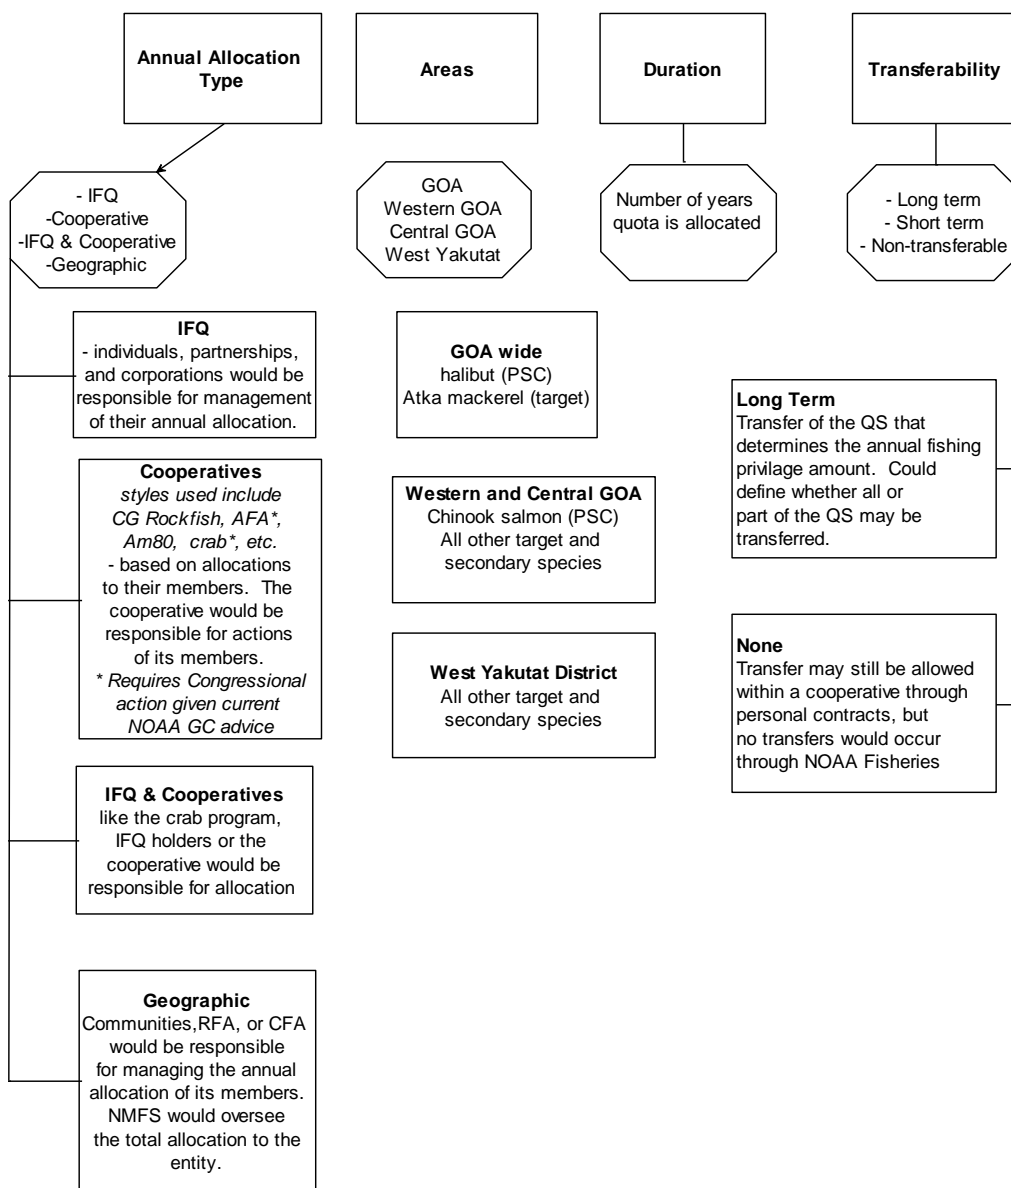 Annual Allocation
Type
Areas
Duration
Transferability
- IFQ
-Cooperative
-IFQ & Cooperative
-Geographic
GOA
Western GOA
Central GOA
West Yakutat
Number of years
quota is allocated
- Long term
- Short term
- Non-transferable
IFQ
- individuals, partnerships,
and corporations would be
responsible for management
of their annual allocation.
Cooperatives
styles used include
CG Rockfish, AFA*,
Am80, crab*, etc.
- based on allocations
to their members. The
cooperative would be
responsible for actions
of its members.
* Requires Congressional
action given current
NOAA GC advice
IFQ & Cooperatives
like the crab program,
IFQ holders or the
cooperative would be
responsible for allocation
Geographic
Communities,RFA, or CFA
would be responsible
for managing the annual
allocation of its members.
NMFS would oversee
the total allocation to the
entity.
GOA wide
halibut (PSC)
Atka mackerel (target)
Western and Central GOA
Chinook salmon (PSC)
All other target and
secondary species
West Yakutat District
All other target and
secondary species
Long Term
Transfer of the QS that
determines the annual fishing
privilage amount. Could
define whether all or
part of the QS may be
transferred.
None
Transfer may still be allowed
within a cooperative through
personal contracts, but
no transfers would occur
through NOAA Fisheries